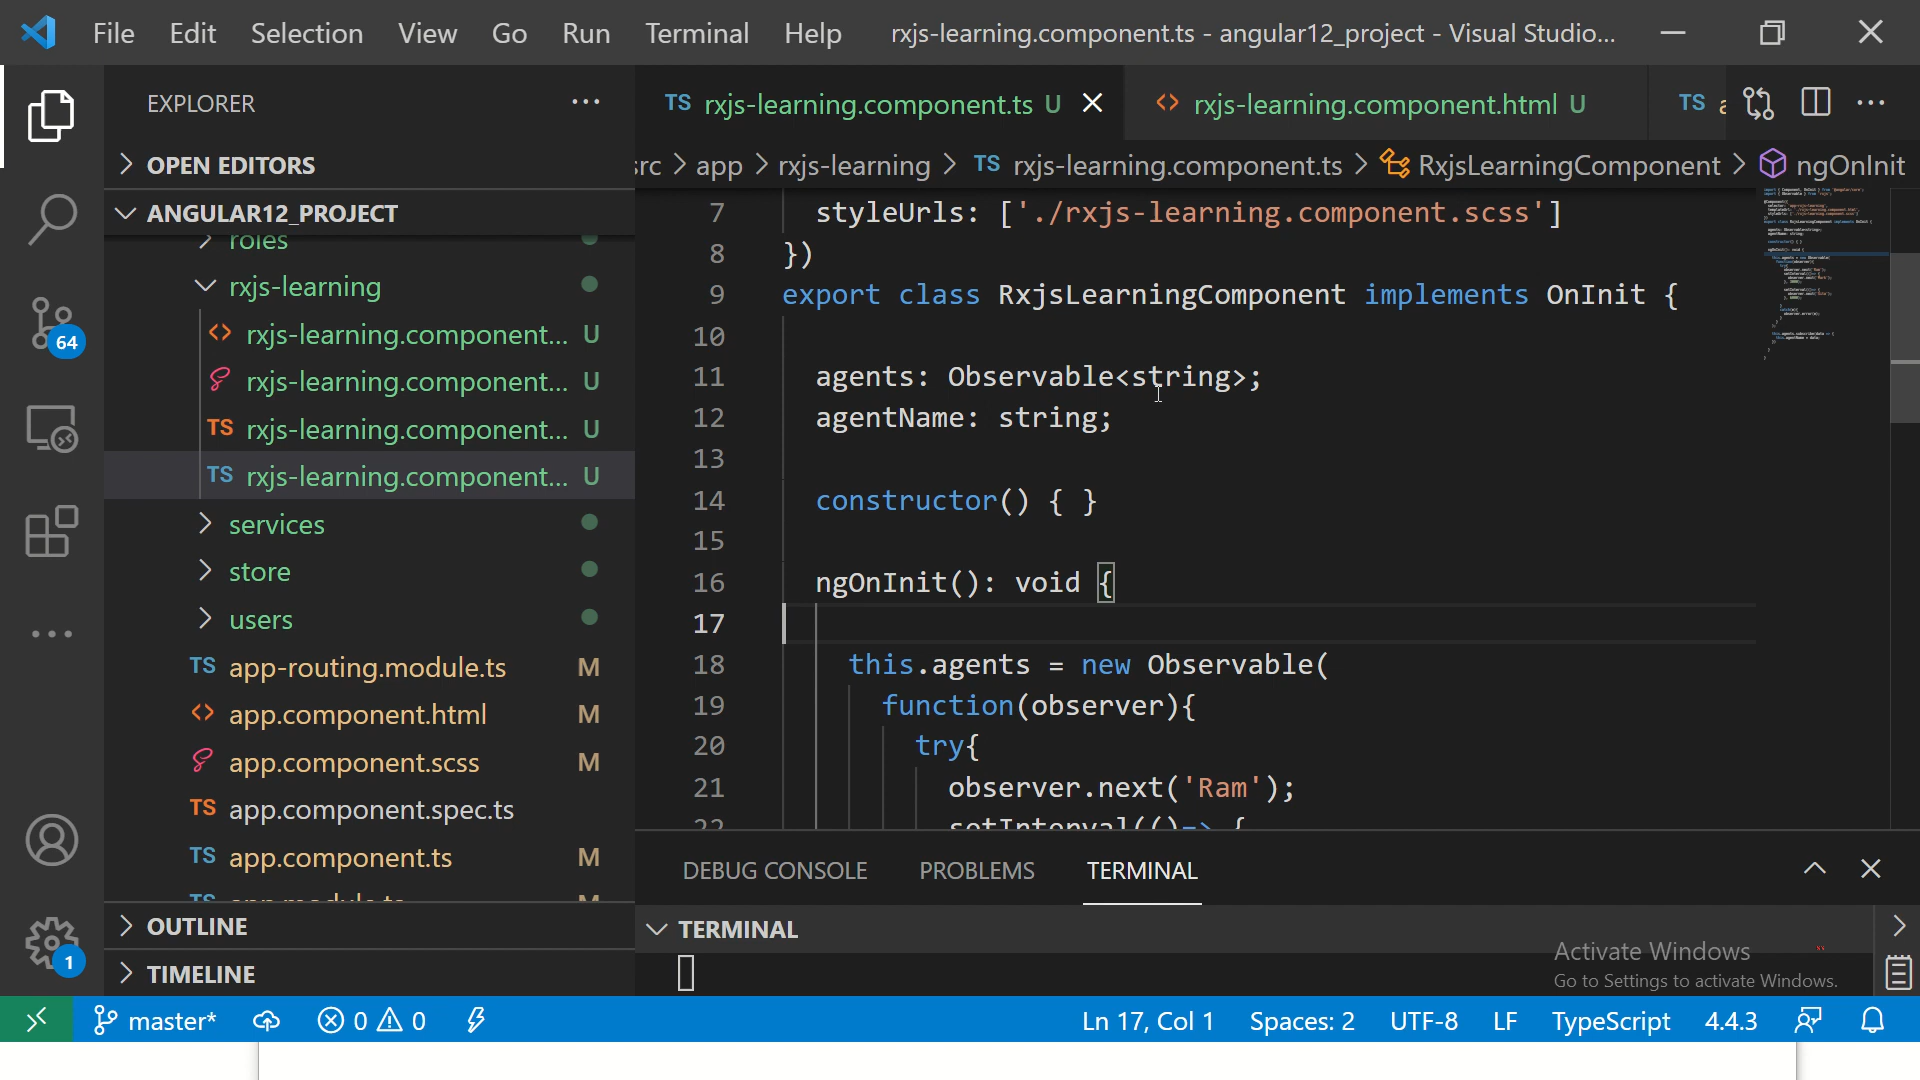 File Edit Selection View Go Run Terminal Help rxjs-learning.component.ts - angular12_project - Visual Studio...
EXPLORER
OPEN EDITORS
ANGULAR12_PROJECT
roles
rxjs-learning
rxjs-learning.component... U
rxjs-learning.component... U
TS rxjs-learning.component... U
TS rxjs-learning.component... U
services
store
users
TS app-routing.module.ts M
app.component.html M
app.component.scss M
TS app.component.spec.ts
TS app.component.ts M
OUTLINE
TIMELINE
64
1
TS rxjs-learning.component.ts U
rxjs-learning.component.html U
TS
src > app > rxjs-learning > TS rxjs-learning.component.ts > RxjsLearningComponent > ngOnInit
7 styleUrls: ['./rxjs-learning.component.scss']
8 })
9 export class RxjsLearningComponent implements OnInit {
10
11 agents: Observable<string>;
12 agentName: string;
13
14 constructor() { }
15
16 ngOnInit(): void {
17
18 this.agents = new Observable(
19 function(observer){
20 try{
21 observer.next('Ram');
22 setInterval(()=> {
DEBUG CONSOLE PROBLEMS TERMINAL
TERMINAL
Activate Windows
Go to Settings to activate Windows.
master* 0 0 Ln 17, Col 1 Spaces: 2 UTF-8 LF TypeScript 4.4.3